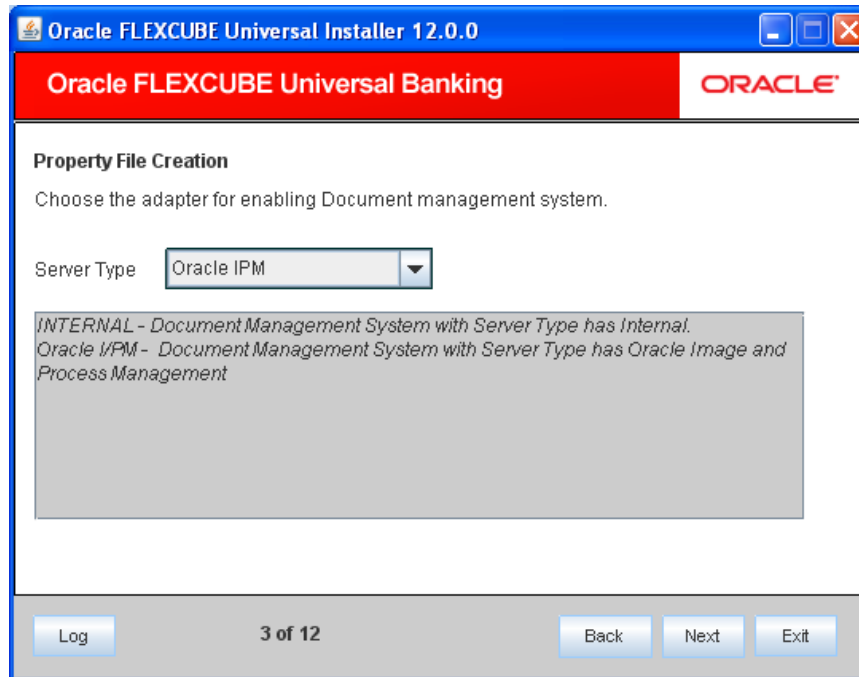 Oracle FLEXCUBE Universal Installer 12.0.0
Oracle FLEXCUBE Universal Banking
ORACLE
Property File Creation
Choose the adapter for enabling Document management system.
Server Type Oracle IPM
INTERNAL - Document Management System with Server Type has Internal.
Oracle I/PM - Document Management System with Server Type has Oracle Image and
Process Management
Log 3 of 12 Back Next Exit